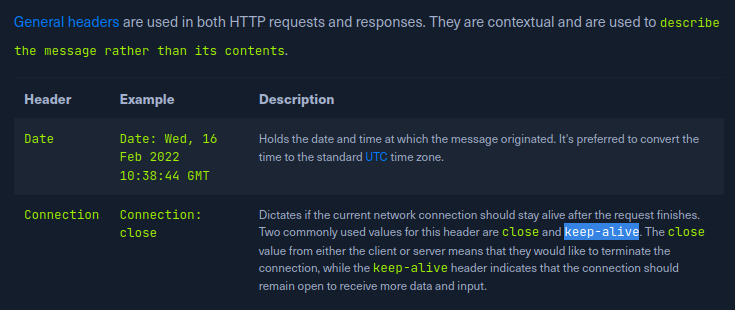 General headers are used in both HTTP requests and responses. They are contextual and are used to describe
the message rather than its contents.
Header Example Description
Date Date: Wed, 16 Holds the date and time at which the message originated. It's preferred to convert the
Feb 2022 time to the standard UTC time zone.
10:38:44 GMT
Connection Connection: Dictates if the current network connection should stay alive after the request finishes.
close Two commonly used values for this header are close and keep-alive. The close
value from either the client or server means that they would like to terminate the
connection, while the keep-alive header indicates that the connection should
remain open to receive more data and input.